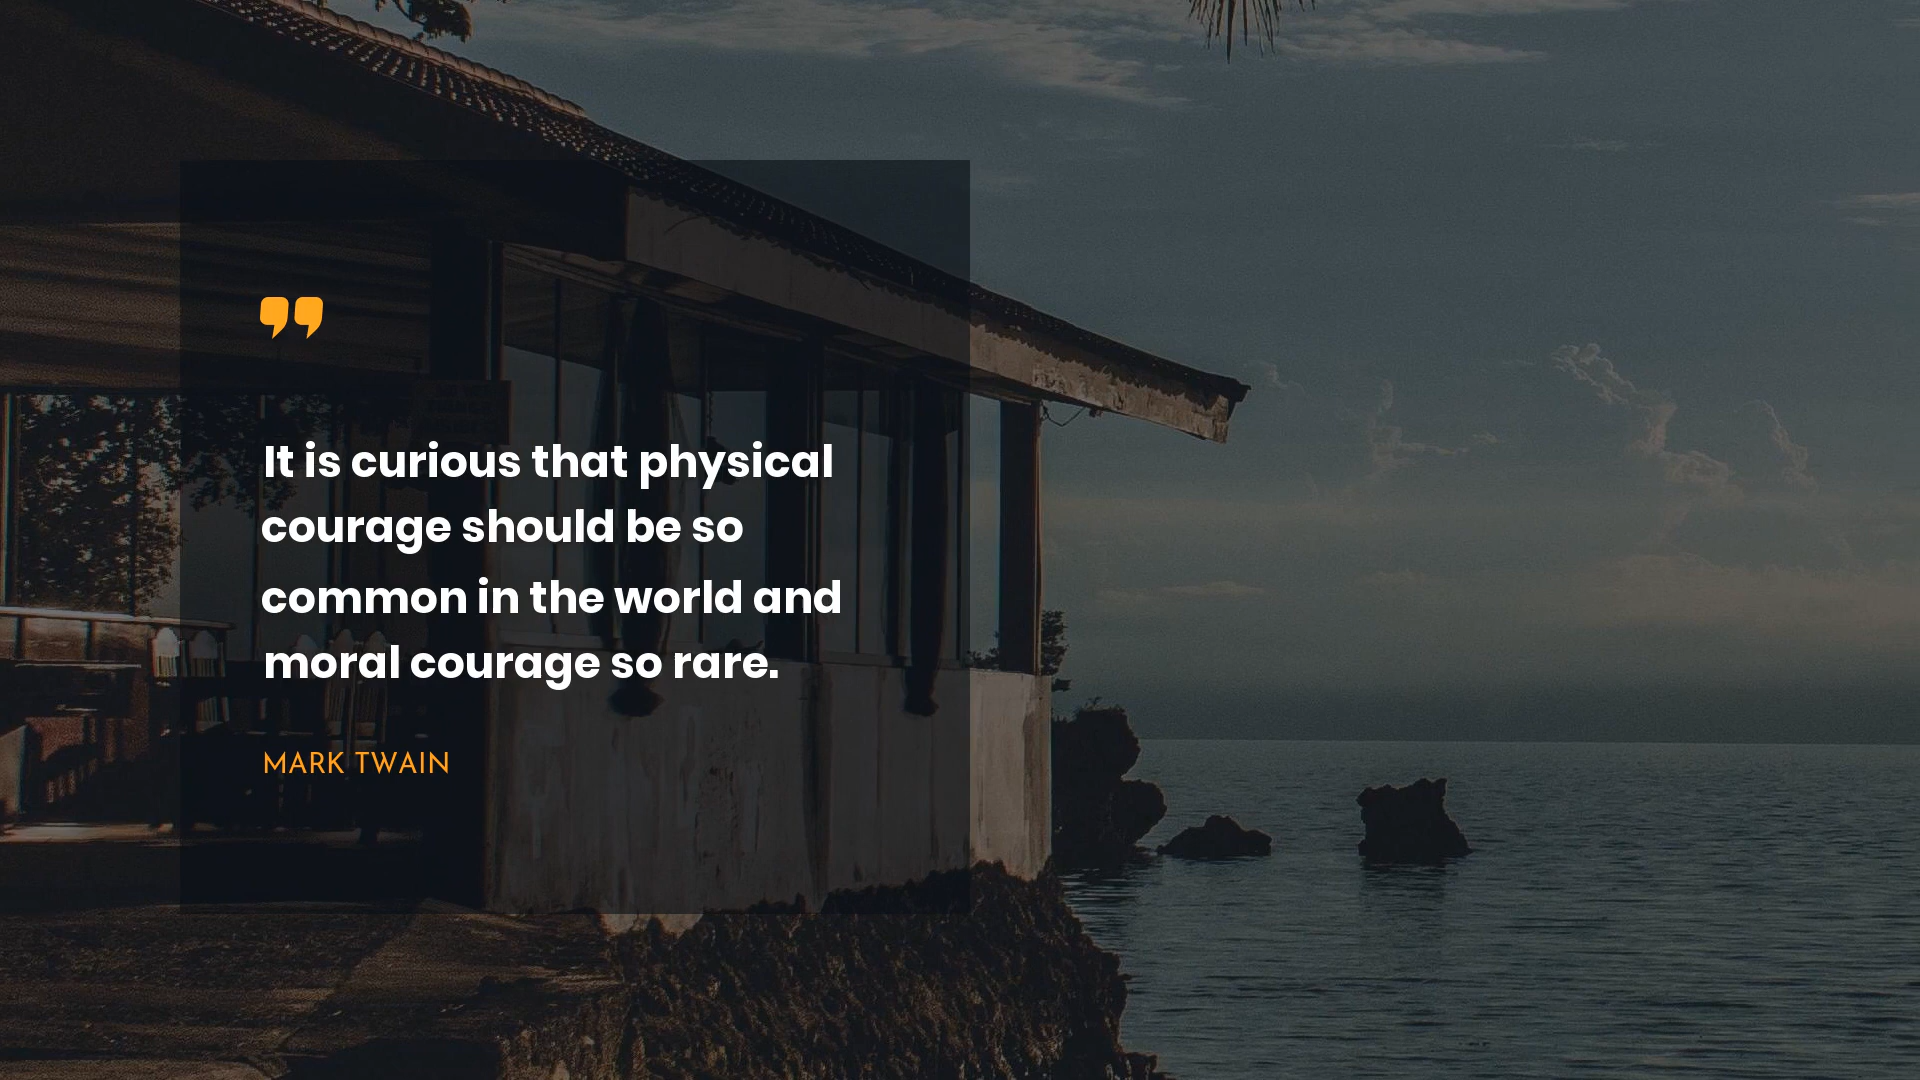 It is curious that physical
courage should be so
common in the world and
moral courage so rare.
MARK TWAIN